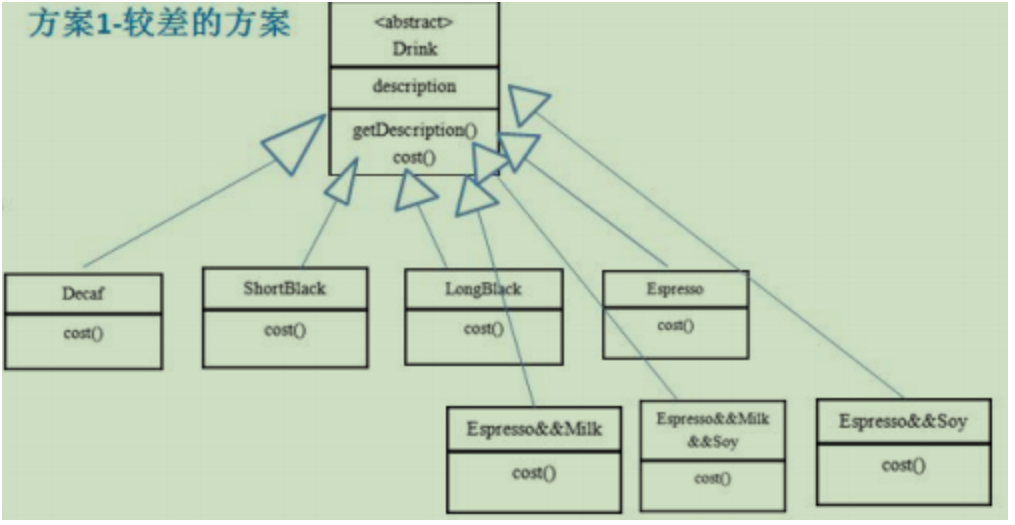 方案1-较差的方案
<abstract>
Drink
description
getDescription()
cost()
Decaf
cost()
ShortBlack
cost()
LongBlack
cost()
Espresso
cost()
Espresso&&Milk
cost()
Espresso&&Milk
&&Soy
cost()
Espresso&&Soy
cost()